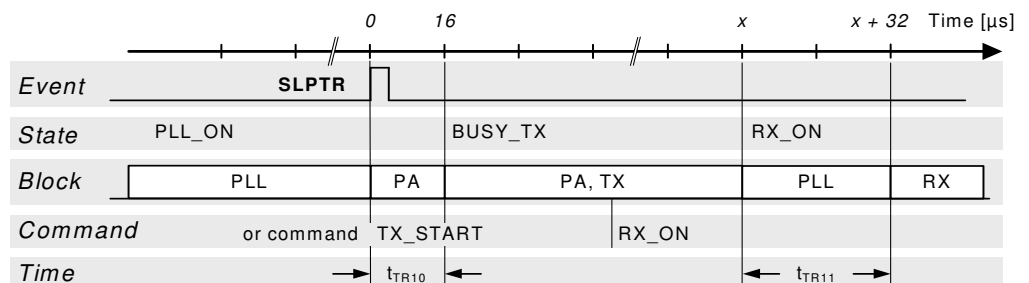 0 16 x x + 32 Time [µs]
Event SLPTR
State PLL_ON BUSY_TX RX_ON
Block PLL PA PA, TX PLL RX
Command or command TX_START RX_ON
Time tTR10 tTR11